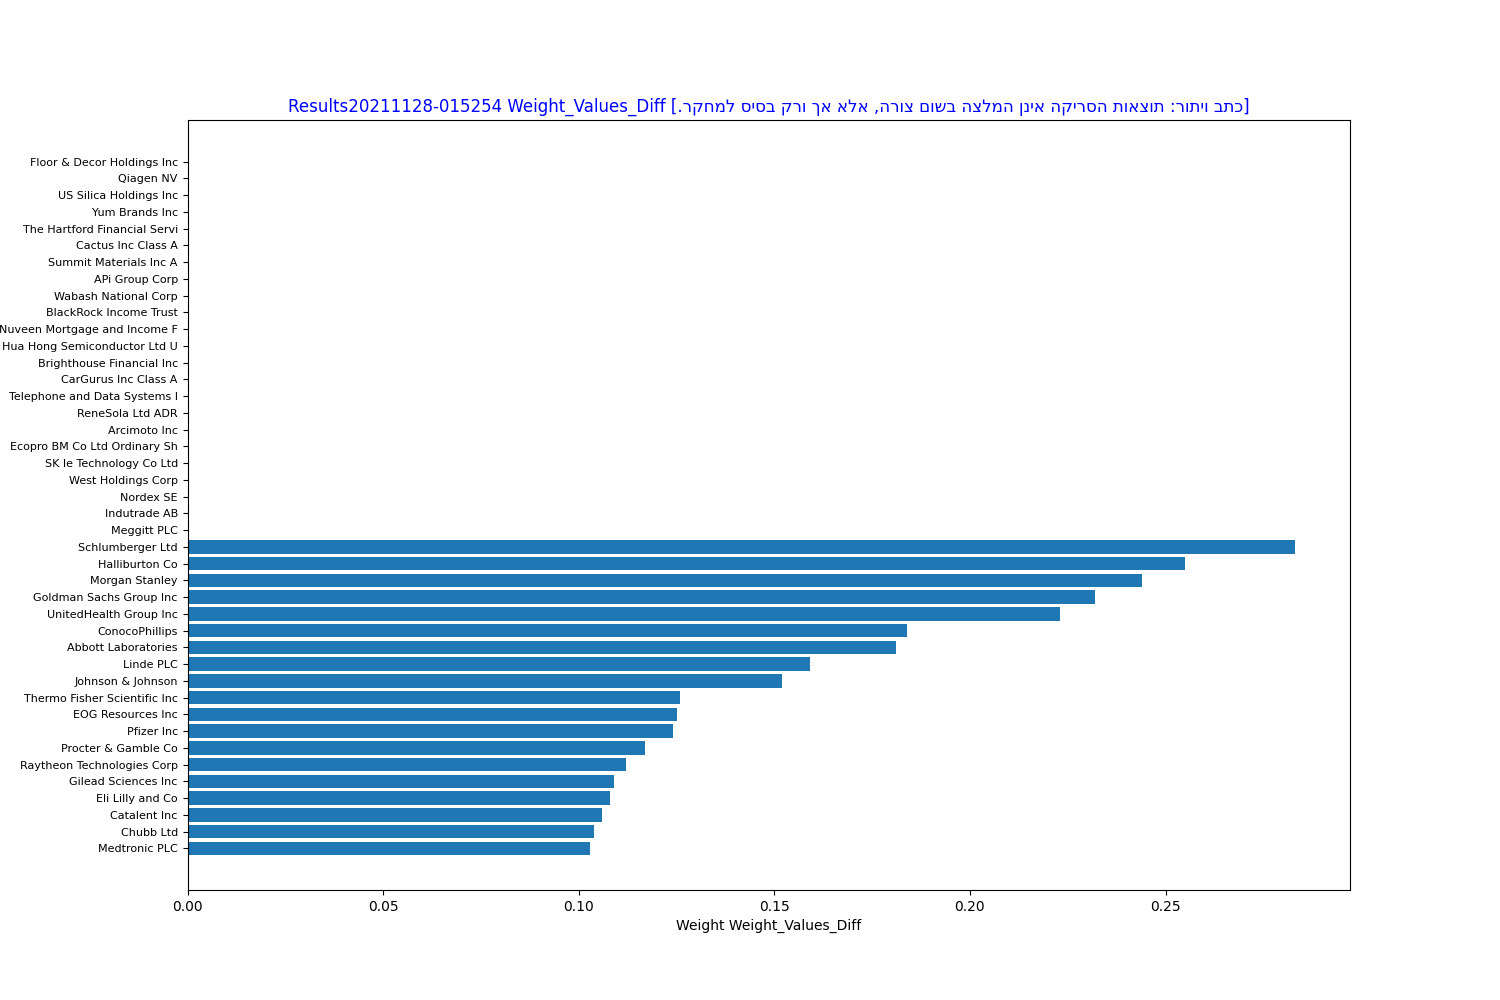 Results20211128-015254 Weight_Values_Diff [כתב ויתור: תוצאות הסריקה אינן המלצה בשום צורה, אלא אך ורק בסיס למחקר.]
Floor & Decor Holdings Inc
Qiagen NV
US Silica Holdings Inc
Yum Brands Inc
The Hartford Financial Servi
Cactus Inc Class A
Summit Materials Inc A
APi Group Corp
Wabash National Corp
BlackRock Income Trust
Nuveen Mortgage and Income F
Hua Hong Semiconductor Ltd U
Brighthouse Financial Inc
CarGurus Inc Class A
Telephone and Data Systems I
ReneSola Ltd ADR
Arcimoto Inc
Ecopro BM Co Ltd Ordinary Sh
SK Ie Technology Co Ltd
West Holdings Corp
Nordex SE
Indutrade AB
Meggitt PLC
Schlumberger Ltd
Halliburton Co
Morgan Stanley
Goldman Sachs Group Inc
UnitedHealth Group Inc
ConocoPhillips
Abbott Laboratories
Linde PLC
Johnson & Johnson
Thermo Fisher Scientific Inc
EOG Resources Inc
Pfizer Inc
Procter & Gamble Co
Raytheon Technologies Corp
Gilead Sciences Inc
Eli Lilly and Co
Catalent Inc
Chubb Ltd
Medtronic PLC
0.00 0.05 0.10 0.15 0.20 0.25
Weight Weight_Values_Diff